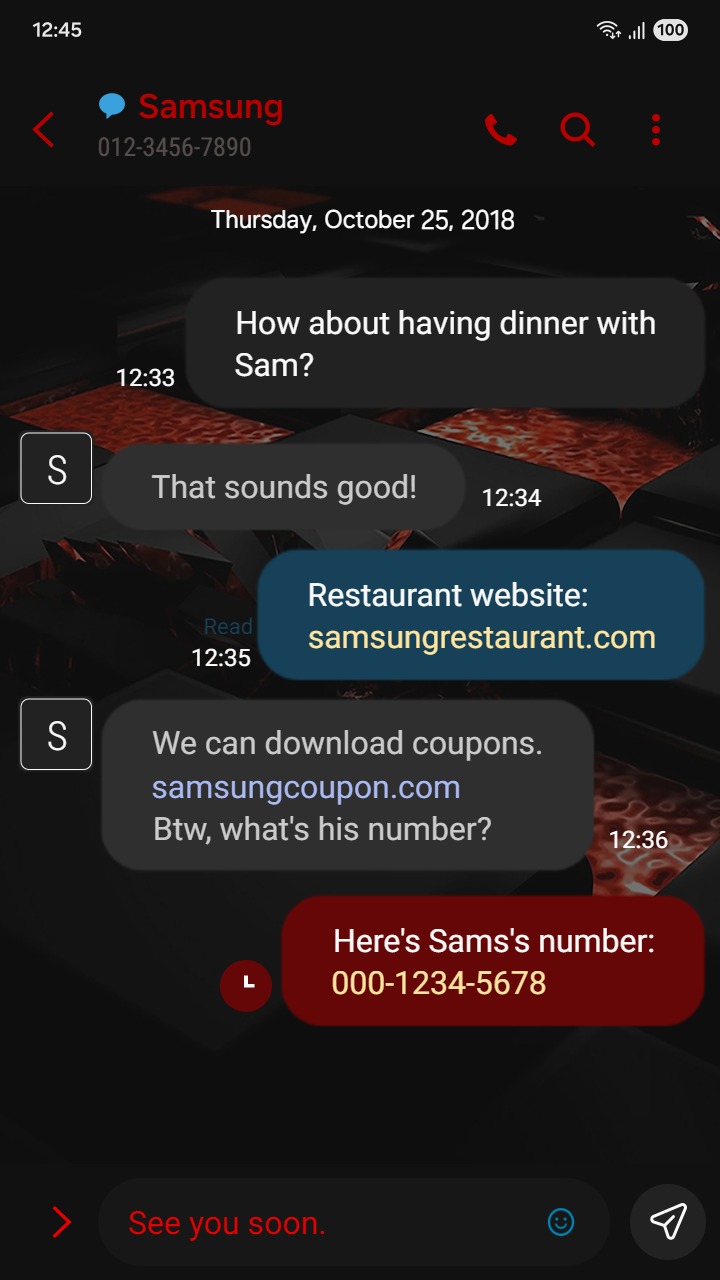 12:45
100
Samsung
012-3456-7890
Thursday, October 25, 2018
How about having dinner with
Sam?
12:33
S
That sounds good!
12:34
Restaurant website:
samsungrestaurant.com
Read
12:35
S
We can download coupons.
samsungcoupon.com
Btw, what's his number?
12:36
Here's Sams's number:
000-1234-5678
See you soon.